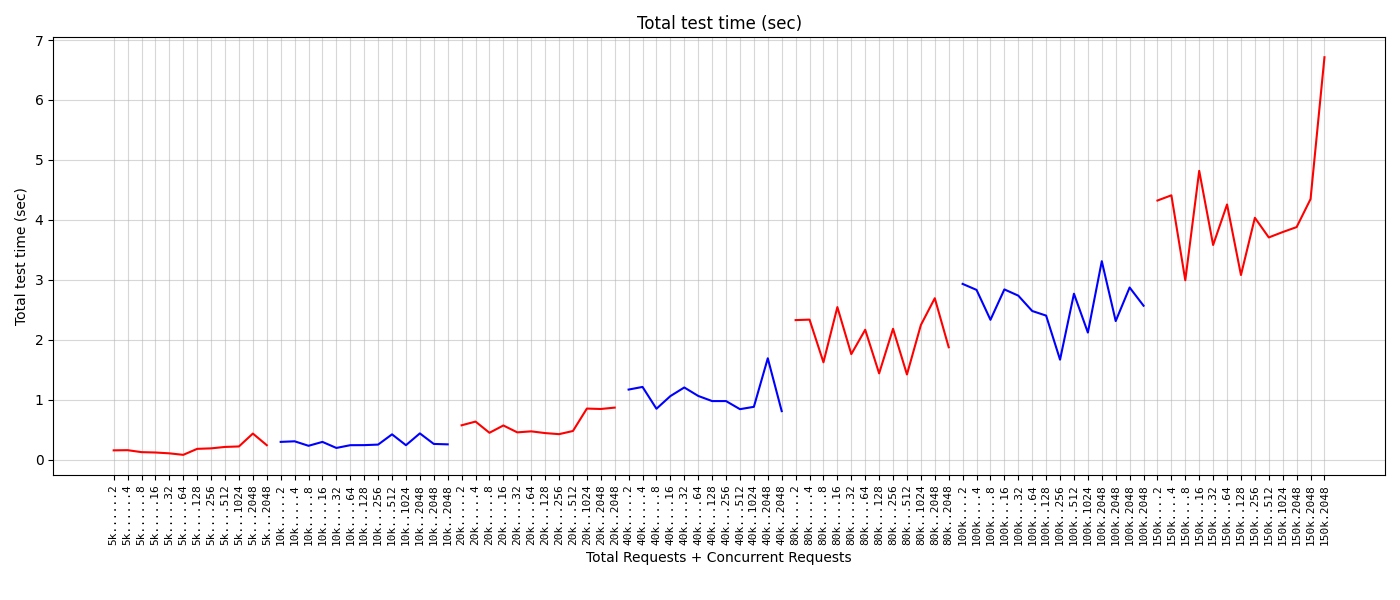 Total test time (sec)
Total test time (sec)
7
6
5
4
3
2
1
0
5k......2
5k......4
5k......8
5k.....16
5k.....32
5k.....64
5k....128
5k....256
5k....512
5k...1024
5k...2048
5k...2048
10k.....2
10k.....4
10k.....8
10k....16
10k....32
10k....64
10k...128
10k...256
10k...512
10k..1024
10k..2048
10k..2048
10k..2048
20k.....2
20k.....4
20k.....8
20k....16
20k....32
20k....64
20k...128
20k...256
20k...512
20k..1024
20k..2048
20k..2048
40k.....2
40k.....4
40k.....8
40k....16
40k....32
40k....64
40k...128
40k...256
40k...512
40k..1024
40k..2048
40k..2048
80k.....2
80k.....4
80k.....8
80k....16
80k....32
80k....64
80k...128
80k...256
80k...512
80k..1024
80k..2048
80k..2048
100k....2
100k....4
100k....8
100k...16
100k...32
100k...64
100k..128
100k..256
100k..512
100k.1024
100k.2048
100k.2048
100k.2048
100k.2048
150k....2
150k....4
150k....8
150k...16
150k...32
150k...64
150k..128
150k..256
150k..512
150k.1024
150k.2048
150k.2048
150k.2048
Total Requests + Concurrent Requests